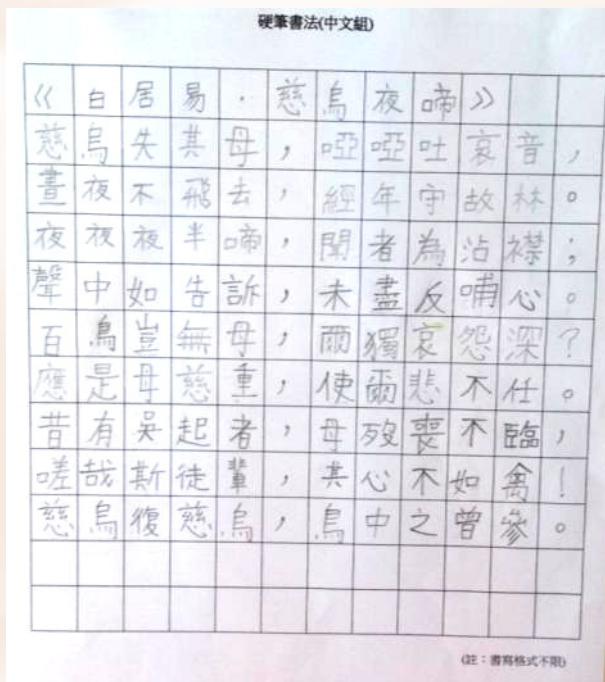 硬筆書法(中文組)
《白居易·慈烏夜啼》
慈烏失其母，啞啞吐哀音，
晝夜不飛去，經年守故林。
夜夜夜半啼，聞者為沾襟；
聲中如告訴，未盡反哺心。
百鳥豈無母，爾獨哀怨深？
應是母慈重，使爾悲不任。
昔有吳起者，母歿喪不臨，
嗟哉斯徒輩，其心不如禽！
慈烏復慈烏，鳥中之曾參。
(註：書寫格式不限)